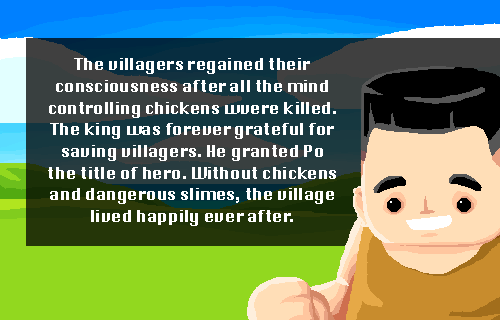 The villagers regained their
consciousness after all the mind
controlling chickens wvere killed.
The king was forever grateful for
saving villagers. He granted Po
the title of hero. Without chickens
and dangerous slimes, the village
lived happily ever after.